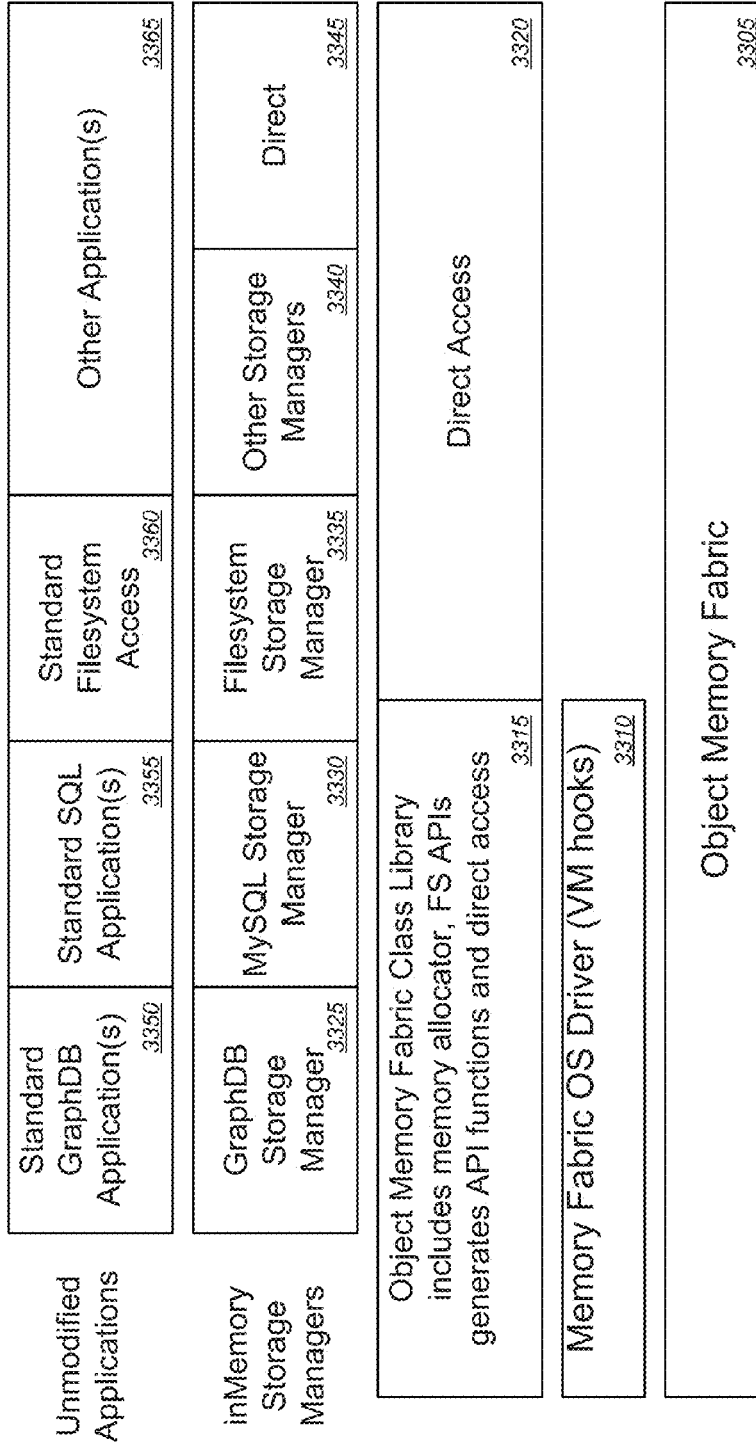 Unmodified
Applications
Standard
GraphDB
Application(s)
3350
Standard SQL
Application(s)
3355
Standard
Filesystem
Access
3360
Other Application(s)
3365
inMemory
Storage
Managers
GraphDB
Storage
Manager
3325
MySQL Storage
Manager
3330
Filesystem
Storage
Manager
3335
Other Storage
Managers
3340
Direct
3345
Object Memory Fabric Class Library
includes memory allocator, FS APIs
generates API functions and direct access
3315
Direct Access
3320
Memory Fabric OS Driver (VM hooks)
3310
Object Memory Fabric
3305